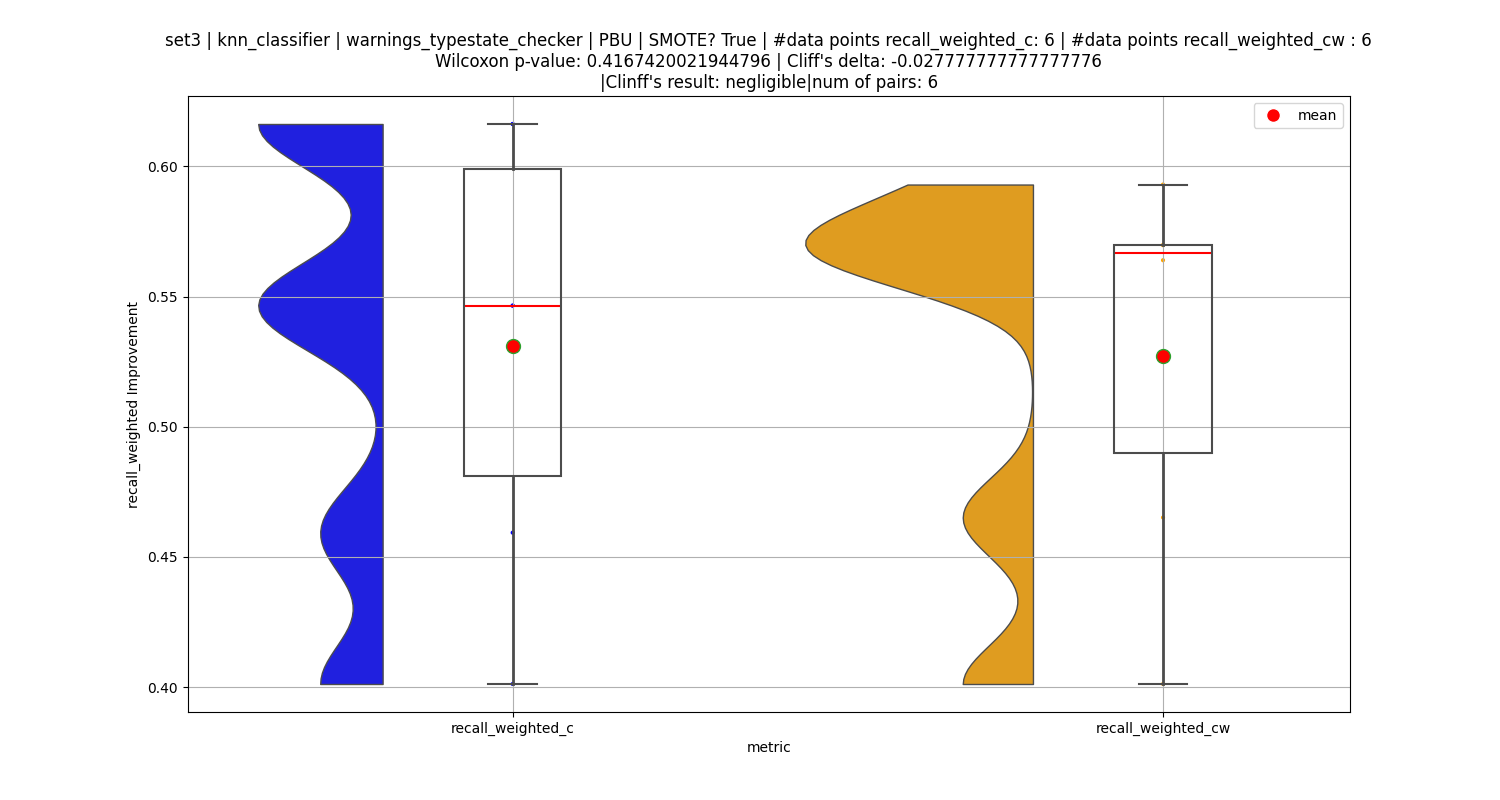 set3 | knn_classifier | warnings_typestate_checker | PBU | SMOTE? True | #data points recall_weighted_c: 6 | #data points recall_weighted_cw : 6
Wilcoxon p-value: 0.4167420021944796 | Cliff's delta: -0.027777777777777776
|Clinff's result: negligible|num of pairs: 6
mean
0.60
0.55
0.50
0.45
0.40
recall_weighted Improvement
recall_weighted_c
recall_weighted_cw
metric